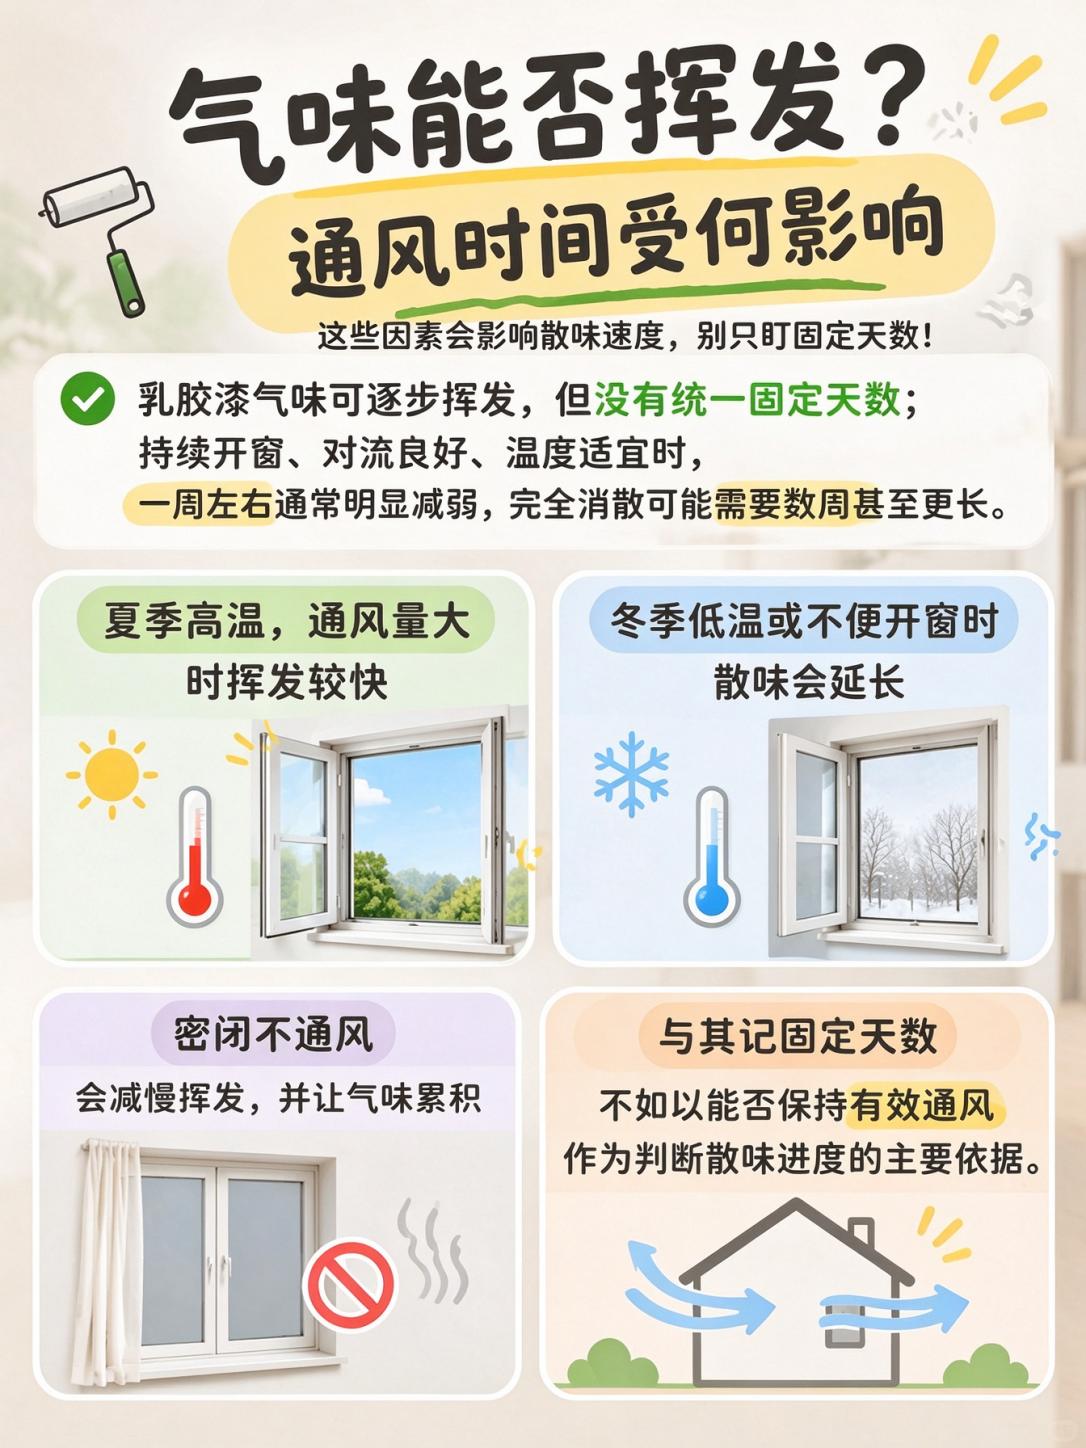 气味能否挥发？
通风时间受何影响
这些因素会影响散味速度，别只盯固定天数！
乳胶漆气味可逐步挥发，但没有统一固定天数；
持续开窗、对流良好、温度适宜时，
一周左右通常明显减弱，完全消散可能需要数周甚至更长。
夏季高温，通风量大
时挥发较快
冬季低温或不便开窗时
散味会延长
密闭不通风
会减慢挥发，并让气味累积
与其记固定天数
不如以能否保持有效通风
作为判断散味进度的主要依据。